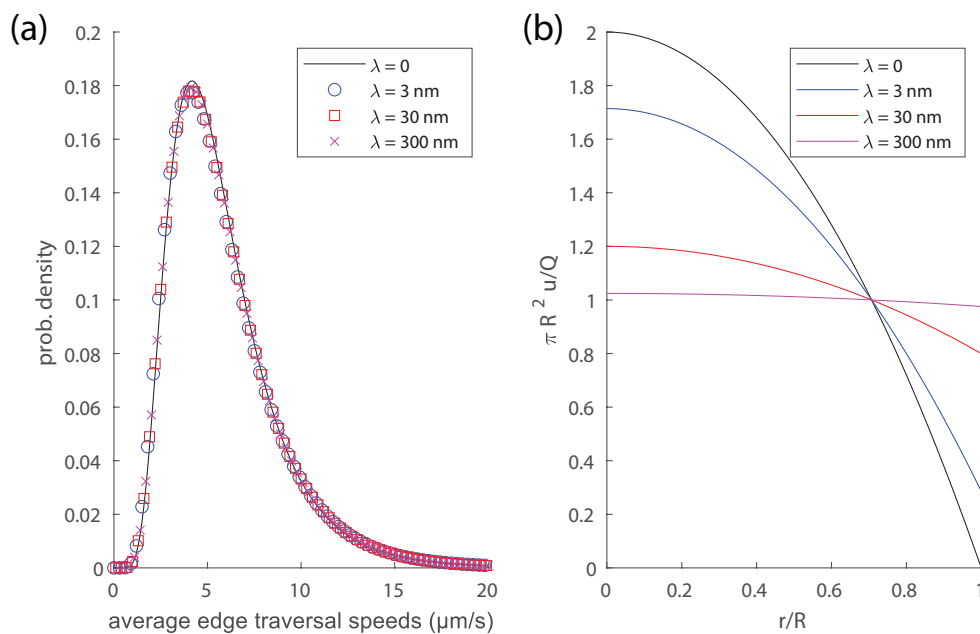 (a)
0.2
0.18
0.16
0.14
0.12
0.1
0.08
0.06
0.04
0.02
0
prob. density
0 5 10 15 20
average edge traversal speeds (µm/s)
λ = 0
λ = 3 nm
λ = 30 nm
λ = 300 nm
(b)
2
1.8
1.6
1.4
1.2
1
0.8
0.6
0.4
0.2
0
π R² u/Q
0 0.2 0.4 0.6 0.8 1
r/R
λ = 0
λ = 3 nm
λ = 30 nm
λ = 300 nm